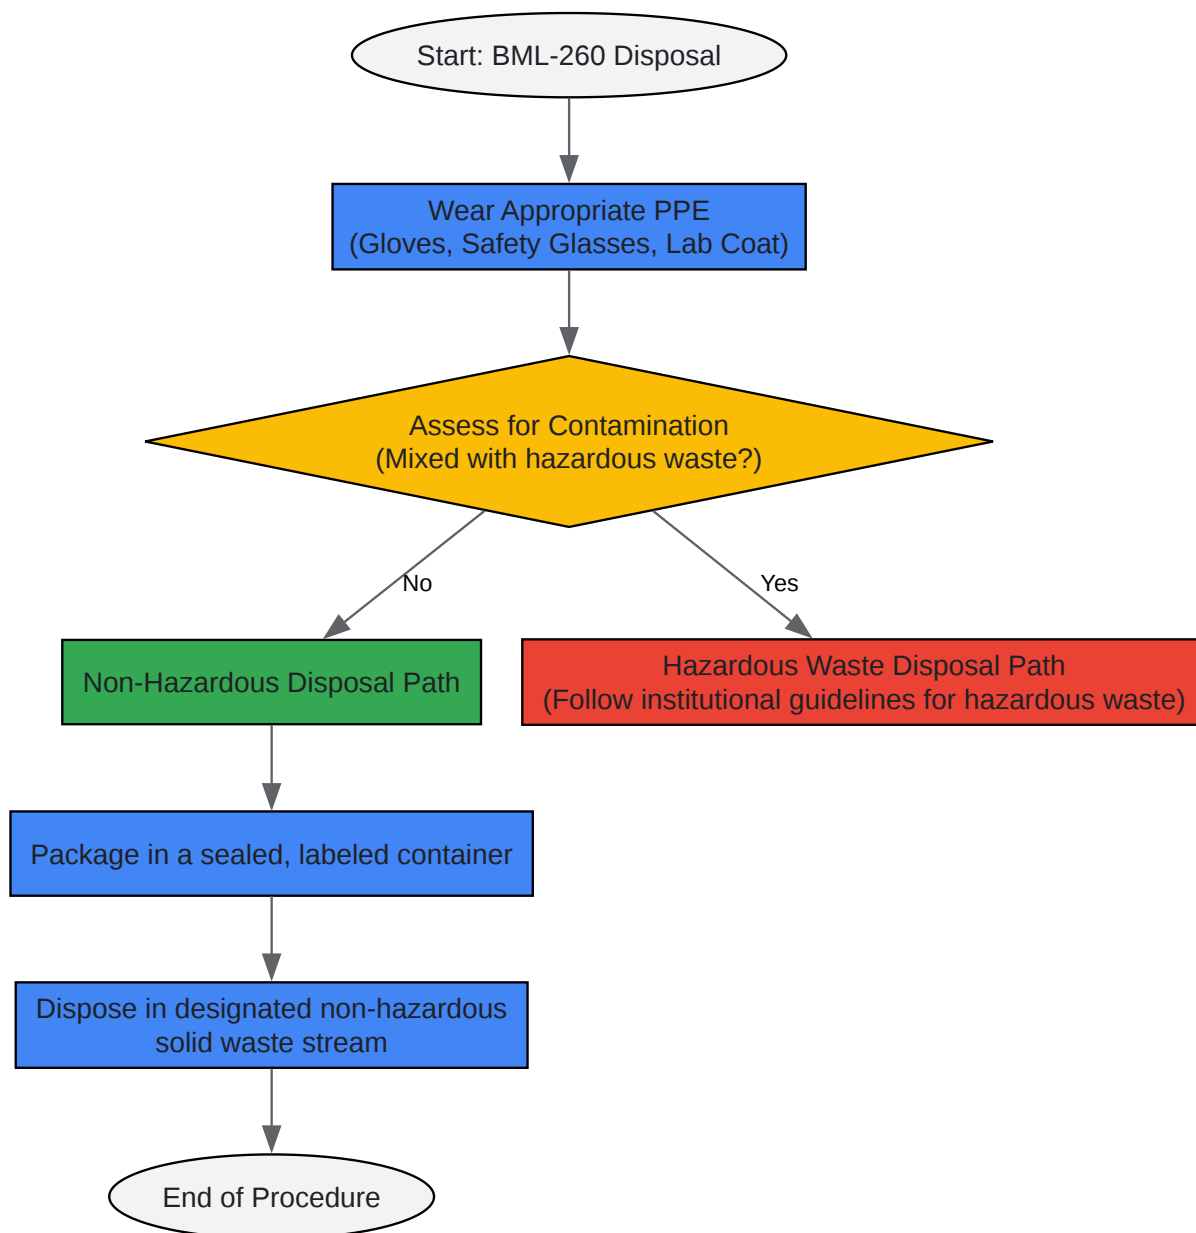 Start: BML-260 Disposal
Wear Appropriate PPE
(Gloves, Safety Glasses, Lab Coat)
Assess for Contamination
(Mixed with hazardous waste?)
No
Yes
Non-Hazardous Disposal Path
Hazardous Waste Disposal Path
(Follow institutional guidelines for hazardous waste)
Package in a sealed, labeled container
Dispose in designated non-hazardous
solid waste stream
End of Procedure